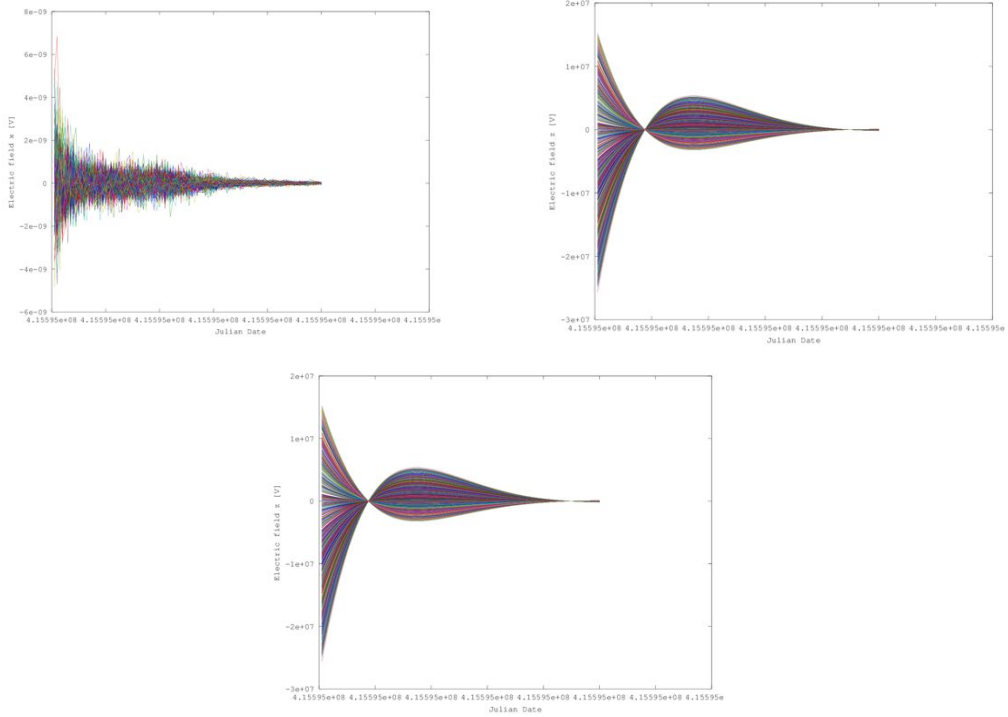 8e-09
6e-09
4e-09
2e-09
0
-2e-09
-4e-09
-6e-09
Electric field x [V]
4.15595e+08 4.15595e+08 4.15595e+08 4.15595e+08 4.15595e+08 4.15595e+08 4.15595e+08 4.15595e
Julian Date
2e+07
1e+07
0
-1e+07
-2e+07
-3e+07
Electric field z [V]
4.15595e+08 4.15595e+08 4.15595e+08 4.15595e+08 4.15595e+08 4.15595e+08 4.15595e+08 4.15595e
Julian Date
2e+07
1e+07
0
-1e+07
-2e+07
-3e+07
Electric field z [V]
4.15595e+08 4.15595e+08 4.15595e+08 4.15595e+08 4.15595e+08 4.15595e+08 4.15595e+08 4.15595e
Julian Date